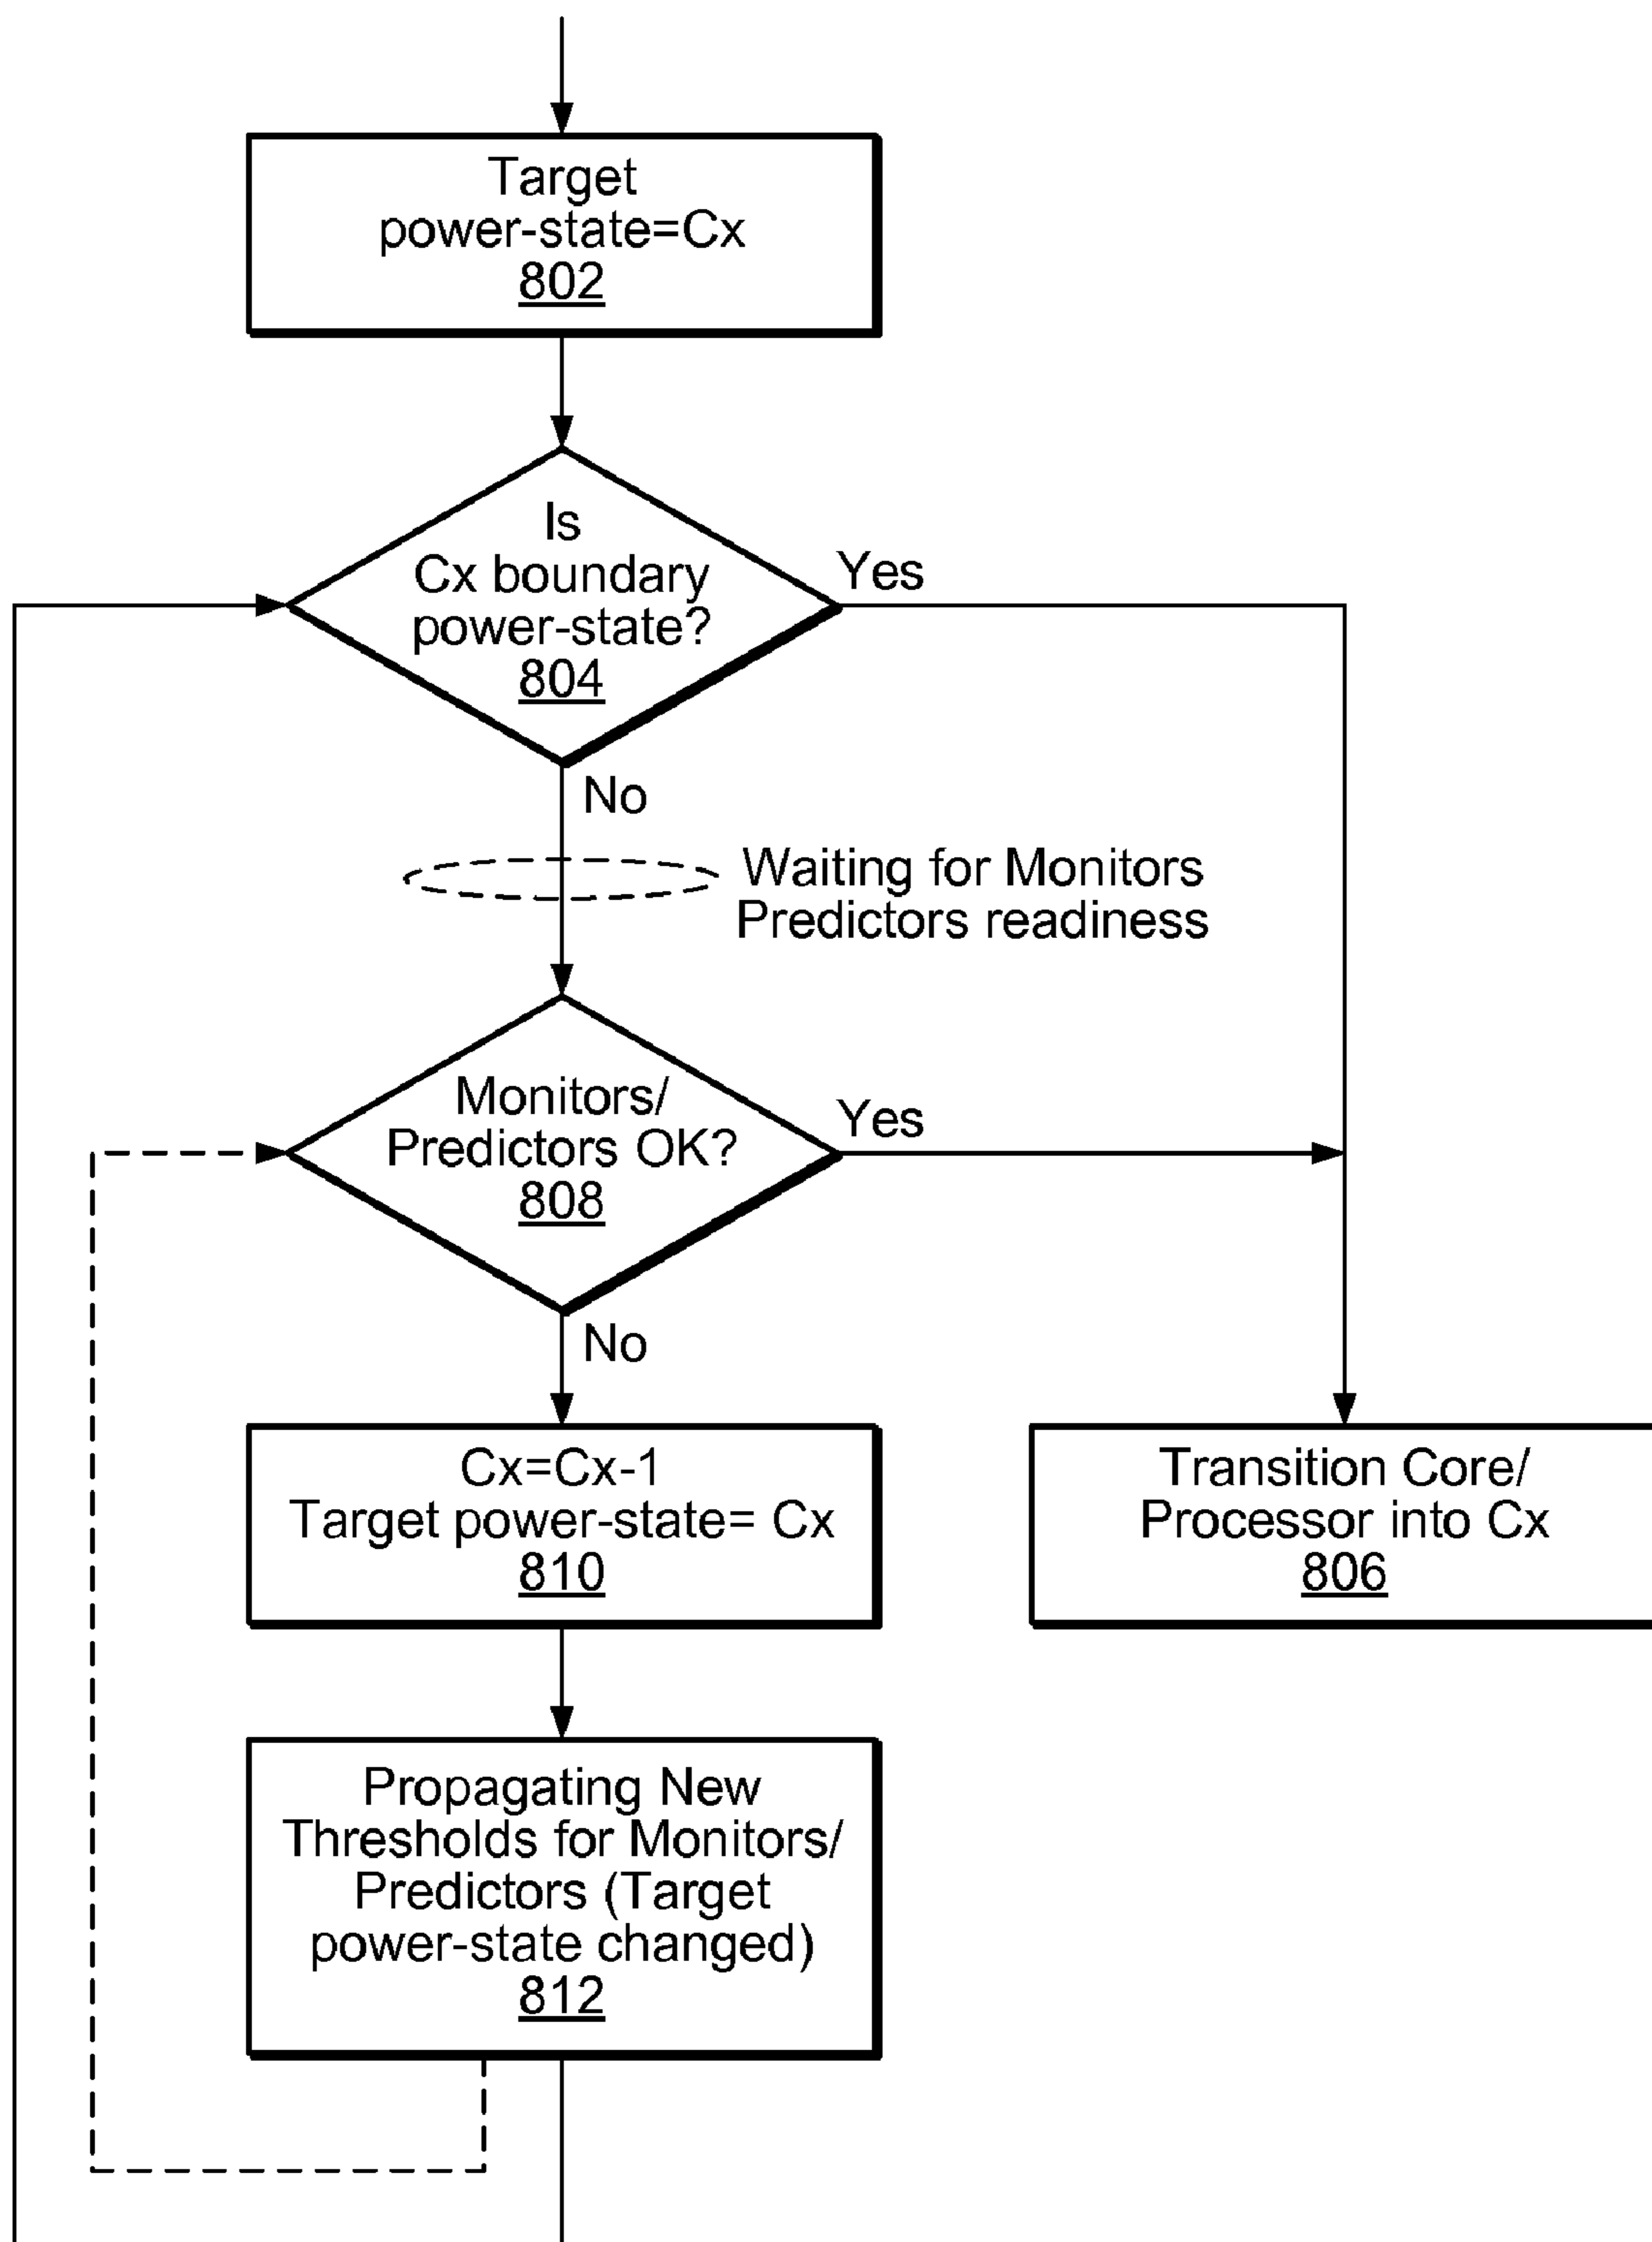 Target
power-state=Cx
802
Is
Cx boundary
power-state?
804
Yes
No
Waiting for Monitors
Predictors readiness
Monitors/
Predictors OK?
808
Yes
No
Cx=Cx-1
Target power-state= Cx
810
Transition Core/
Processor into Cx
806
Propagating New
Thresholds for Monitors/
Predictors (Target
power-state changed)
812